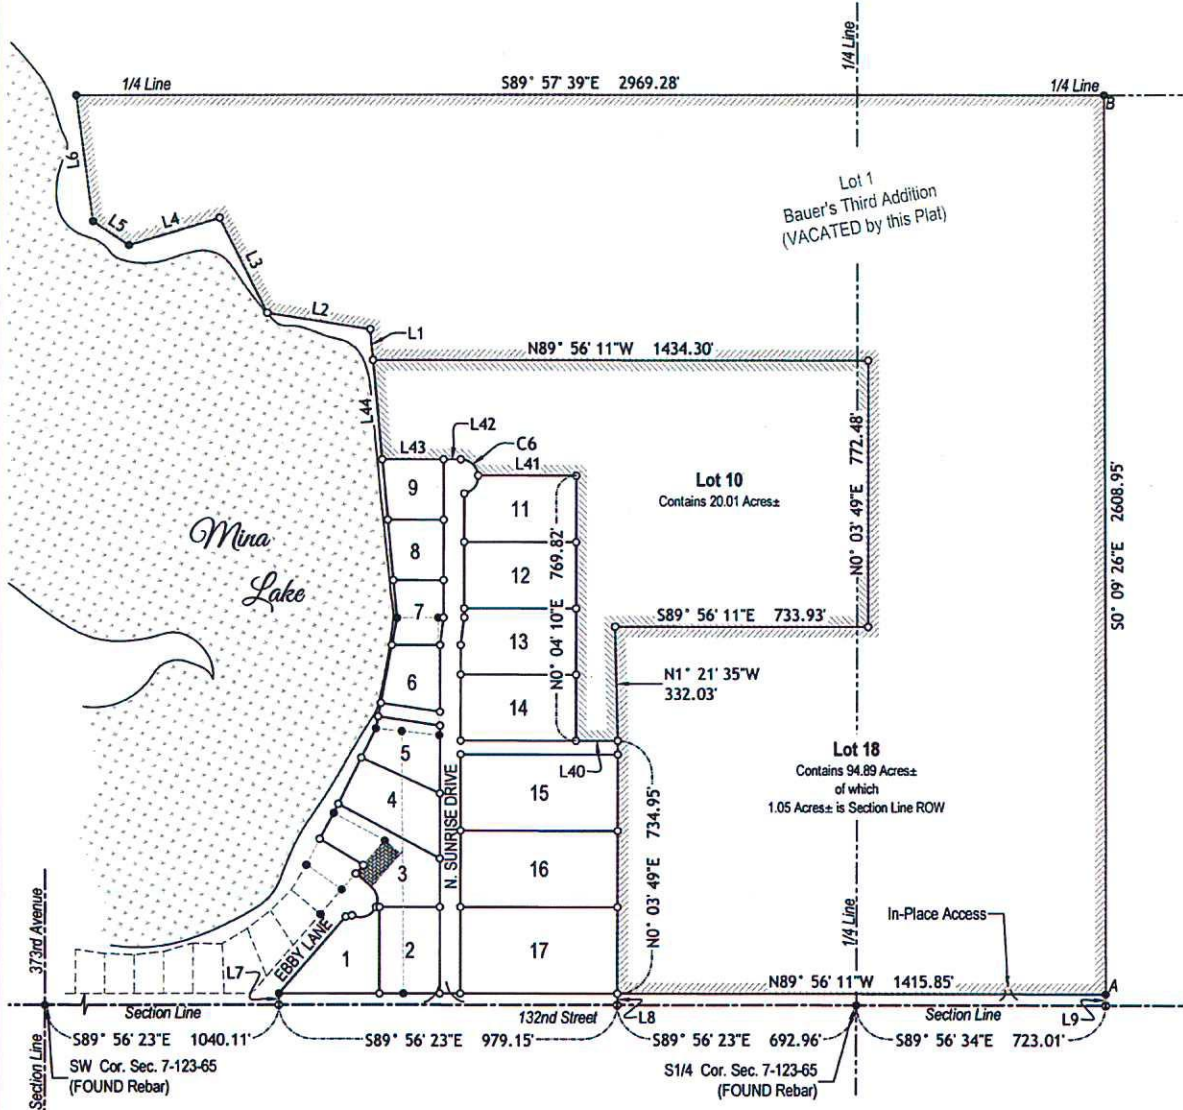 1/4 Line
S89° 57' 39"E 2969.28'
1/4 Line
1/4 Line
B
L6
L5
L4
L3
L2
L1
Lot 1
Bauer's Third Addition
(VACATED by this Plat)
N89° 56' 11"W 1434.30'
L44
L43
L42
C6
L41
9
8
7
6
5
4
3
2
1
11
12
13
14
15
16
17
N0° 04' 10"E 769.82'
Lot 10
Contains 20.01 Acres±
N0° 03' 49"E 772.48'
S0° 09' 26"E 2608.95'
Mina
Lake
S89° 56' 11"E 733.93'
N1° 21' 35"W
332.03'
L40
Lot 18
Contains 94.89 Acres±
of which
1.05 Acres± is Section Line ROW
N. SUNRISE DRIVE
N0° 03' 49"E 734.95'
1/4 Line
In-Place Access
373rd Avenue
EBBY LANE
L7
N89° 56' 11"W 1415.85'
A
Section Line
132nd Street
L8
Section Line
L9
S89° 56' 23"E 1040.11'
S89° 56' 23"E 979.15'
S89° 56' 23"E 692.96'
S89° 56' 34"E 723.01'
Section Line
SW Cor. Sec. 7-123-65
(FOUND Rebar)
S1/4 Cor. Sec. 7-123-65
(FOUND Rebar)